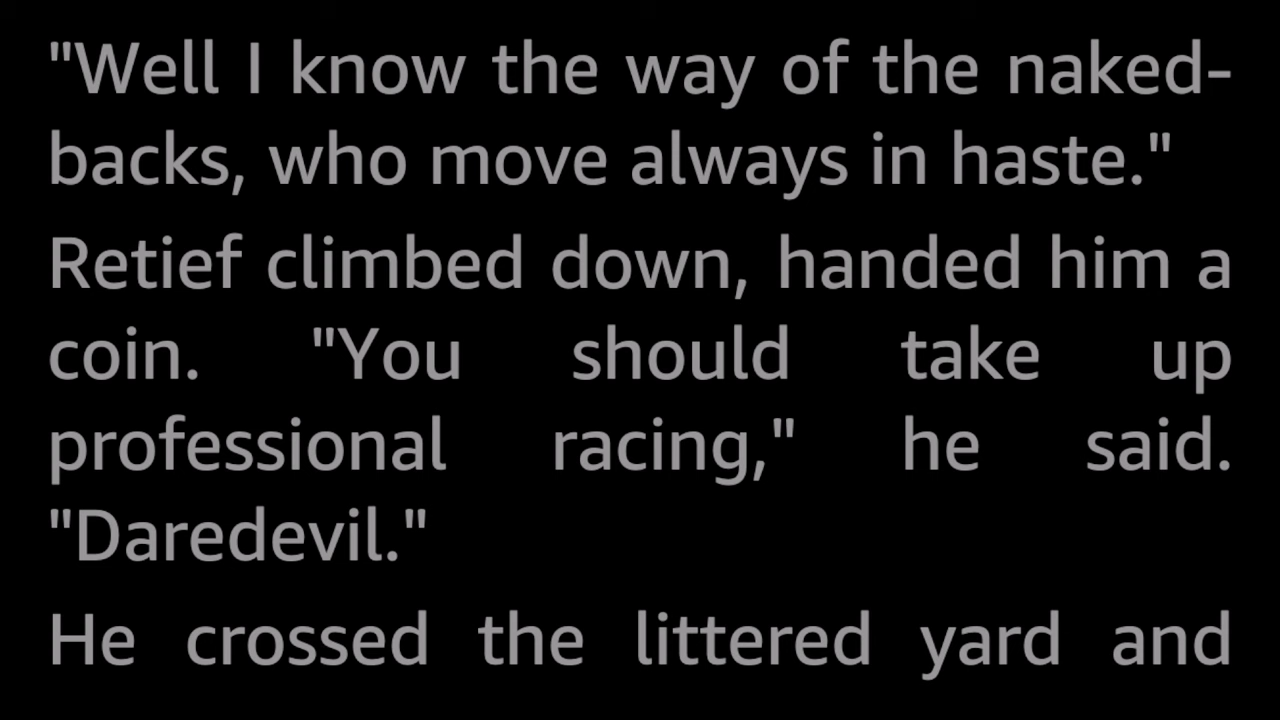 "Well I know the way of the naked-
backs, who move always in haste."
Retief climbed down, handed him a
coin. "You should take up
professional racing," he said.
"Daredevil."
He crossed the littered yard and